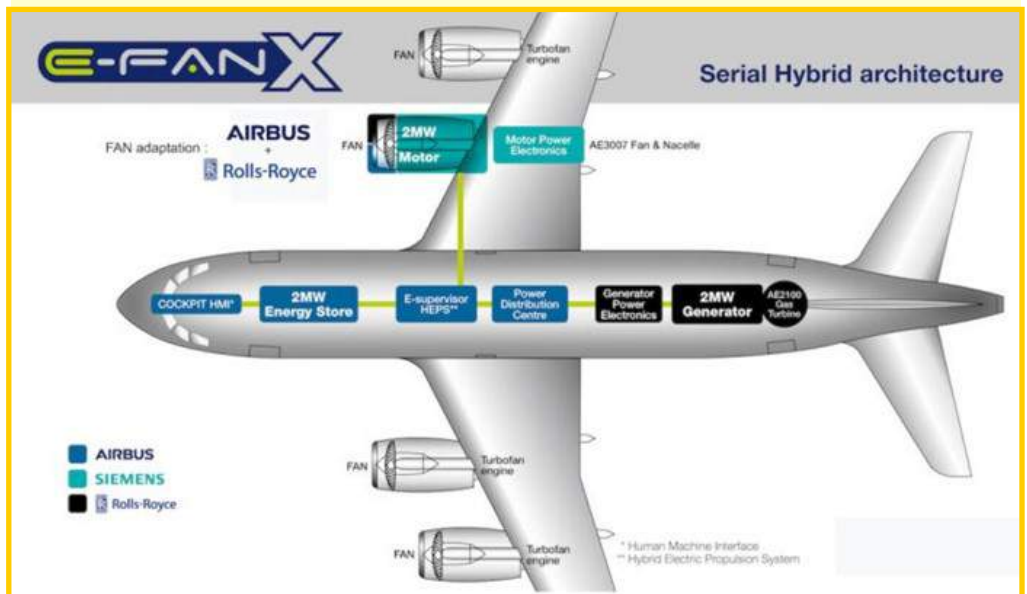 E-FAN X
Serial Hybrid architecture
FAN
Turbofan
engine
FAN adaptation :
AIRBUS
+
Rolls-Royce
FAN
2MW
Motor
Motor Power
Electronics
AE3007 Fan & Nacelle
COCKPIT HMI*
2MW
Energy Store
E-supervisor
HEPS**
Power
Distribution
Centre
Generator
Power
Electronics
2MW
Generator
AE2100
Gas
Turbine
AIRBUS
SIEMENS
Rolls-Royce
FAN
Turbofan
engine
FAN
Turbofan
engine
* Human Machine Interface
** Hybrid Electric Propulsion System